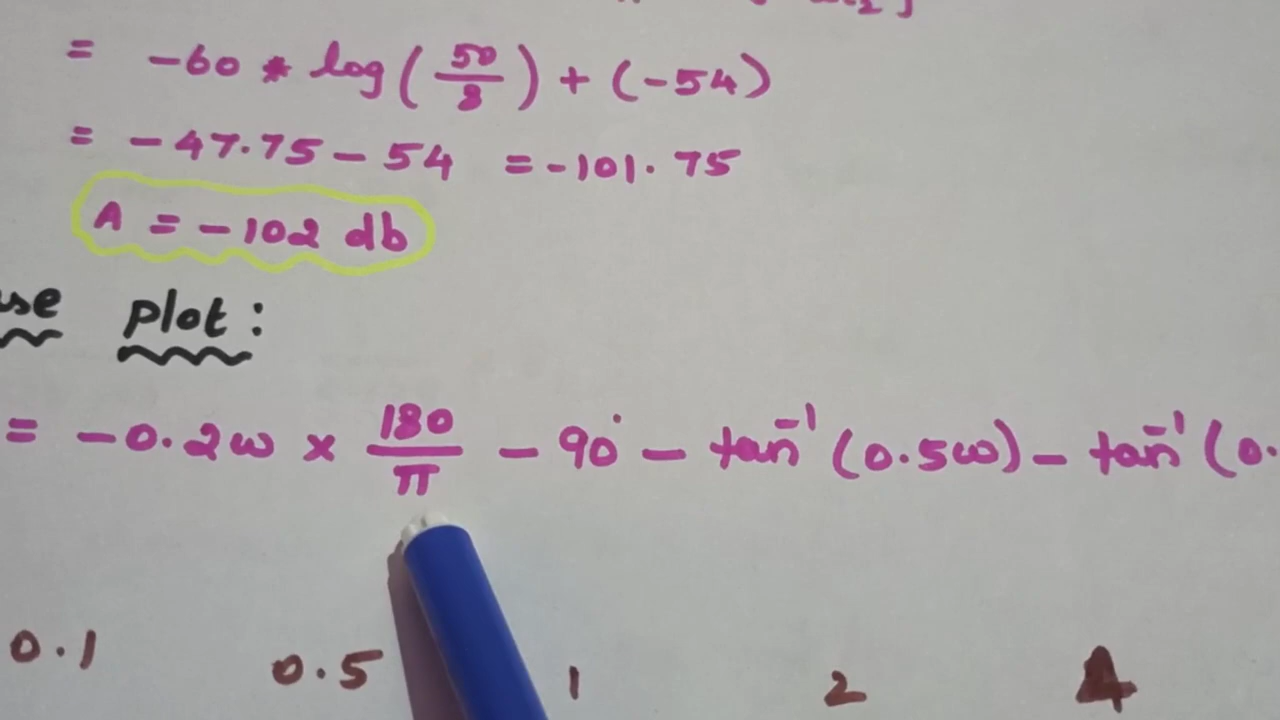 = -60 * log(50/8) + (-54)
= -47.75 - 54 = -101.75
A = -102 db
use plot:
= -0.2ω × 180/π - 90° - tan⁻¹(0.5ω) - tan⁻¹(0.
0.1 0.5 1 2 4